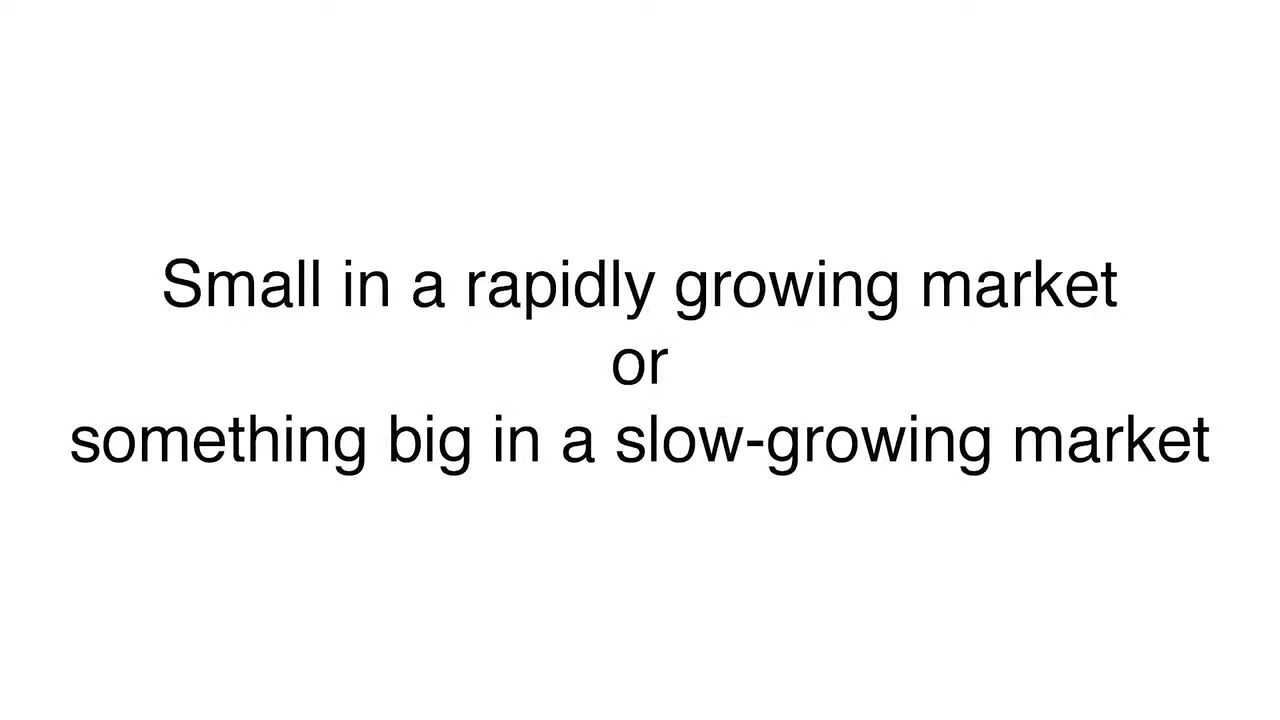 Small in a rapidly growing market
or
something big in a slow-growing market